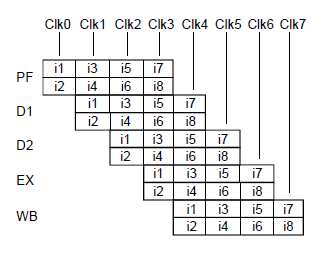 Clk0 Clk1 Clk2 Clk3 Clk4 Clk5 Clk6 Clk7
PF i1 i3 i5 i7
i2 i4 i6 i8
D1 i1 i3 i5 i7
i2 i4 i6 i8
D2 i1 i3 i5 i7
i2 i4 i6 i8
EX i1 i3 i5 i7
i2 i4 i6 i8
WB i1 i3 i5 i7
i2 i4 i6 i8